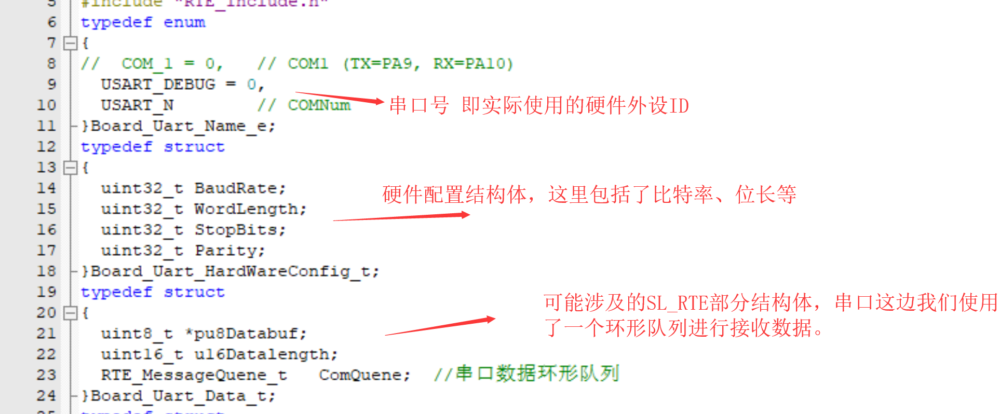 5 #include "RTE_Include.h"
6 typedef enum
7 {
8 //  COM_1 = 0,   // COM1 (TX=PA9, RX=PA10)
9 USART_DEBUG = 0,
10 USART_N        // COMNum
串口号 即实际使用的硬件外设ID
11 }Board_Uart_Name_e;
12 typedef struct
13 {
14 uint32_t BaudRate;
硬件配置结构体，这里包括了比特率、位长等
15 uint32_t WordLength;
16 uint32_t StopBits;
17 uint32_t Parity;
18 }Board_Uart_HardWareConfig_t;
19 typedef struct
20 {
可能涉及的SL_RTE部分结构体，串口这边我们使用
了一个环形队列进行接收数据。
21 uint8_t *pu8Databuf;
22 uint16_t u16Datalength;
23 RTE_MessageQuene_t   ComQuene;  //串口数据环形队列
24 }Board_Uart_Data_t;
25 typedef struct